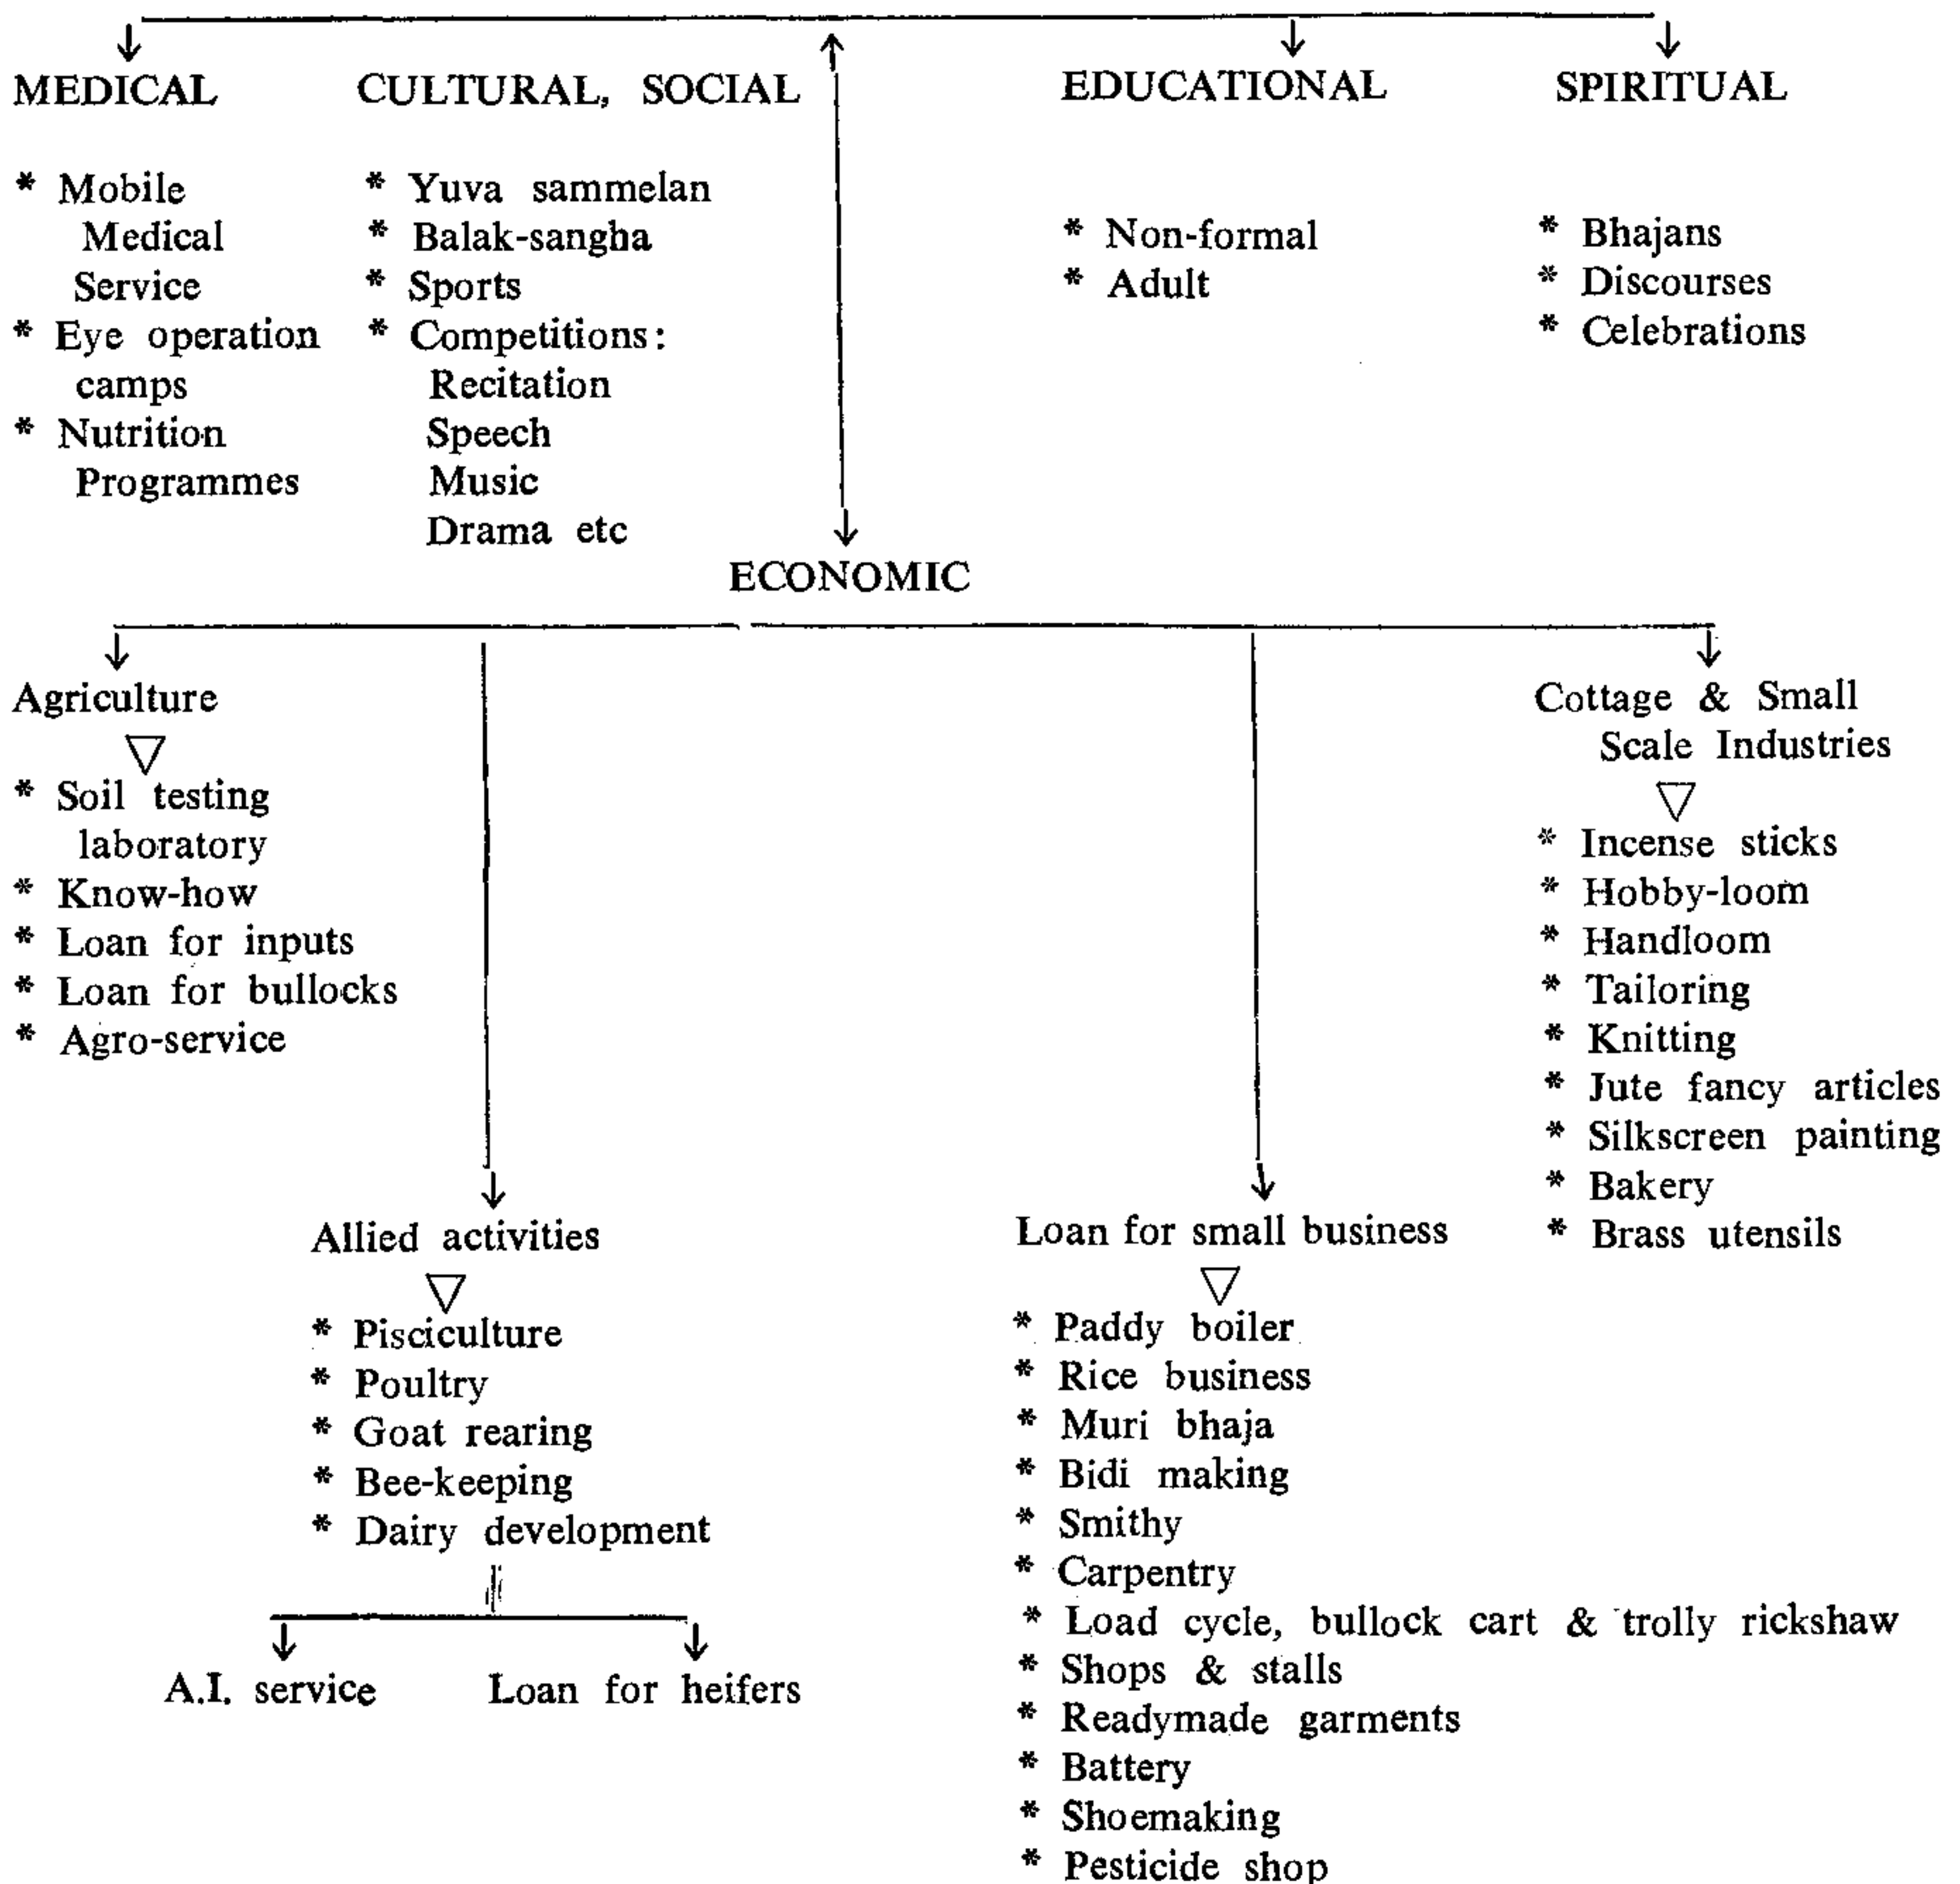 MEDICAL
CULTURAL, SOCIAL
EDUCATIONAL
SPIRITUAL
* Mobile
Medical
Service
* Eye operation
camps
* Nutrition
Programmes
* Yuva sammelan
* Balak-sangha
* Sports
* Competitions:
Recitation
Speech
Music
Drama etc
* Non-formal
* Adult
* Bhajans
* Discourses
* Celebrations
ECONOMIC
Agriculture
* Soil testing
laboratory
* Know-how
* Loan for inputs
* Loan for bullocks
* Agro-service
Allied activities
* Pisciculture
* Poultry
* Goat rearing
* Bee-keeping
* Dairy development
A.I. service
Loan for heifers
Loan for small business
* Paddy boiler
* Rice business
* Muri bhaja
* Bidi making
* Smithy
* Carpentry
* Load cycle, bullock cart & trolly rickshaw
* Shops & stalls
* Readymade garments
* Battery
* Shoemaking
* Pesticide shop
Cottage & Small
Scale Industries
* Incense sticks
* Hobby-loom
* Handloom
* Tailoring
* Knitting
* Jute fancy articles
* Silkscreen painting
* Bakery
* Brass utensils